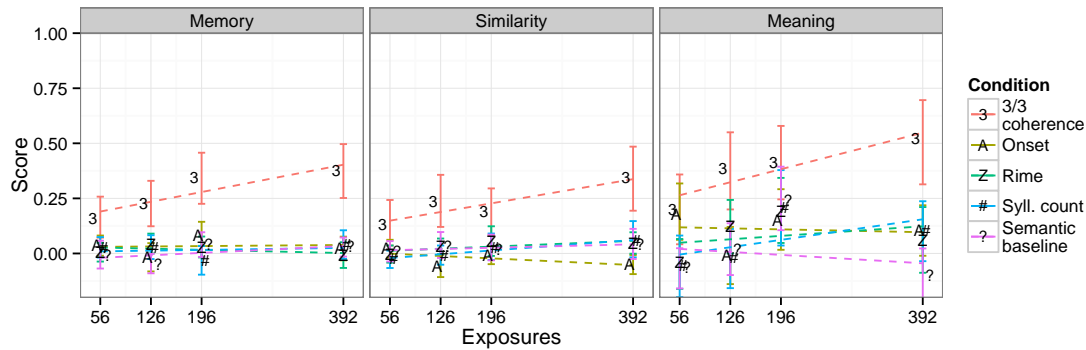 Memory Similarity Meaning
1.00
0.75
0.50
0.25
0.00
Score
56 126 196 392 56 126 196 392 56 126 196 392
Exposures
Condition
3 3/3 coherence
A Onset
Z Rime
# Syll. count
? Semantic baseline